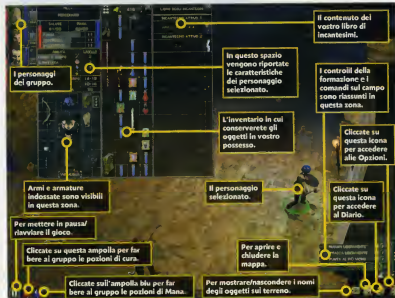 Il contenuto del
vostro libro di
incantesimi.
In questo spazio
vengono riportate
le caratteristiche
del personaggio
selezionato.
I personaggi
del gruppo.
I controlli della
formazione e i
comandi sul campo
sono riassunti in
questa zona.
L'inventario in cui
conserverete gli
oggetti in vostro
possesso.
Cliccate su
questa icona
per accedere
alle Opzioni.
Armi e armature
indossate sono visibili
in questa zona.
Il personaggio
selezionato.
Cliccate su
questa icona
per accedere
al Diario.
Per mettere in pausa/
riavviare il gioco.
Cliccate su questa ampolla per far
bere al gruppo le pozioni di cura.
Per aprire e
chiudere la
mappa.
Cliccate sull'ampolla blu per far
bere al gruppo le pozioni di Mana.
Per mostrare/nascondere i nomi
degli oggetti sul terreno.